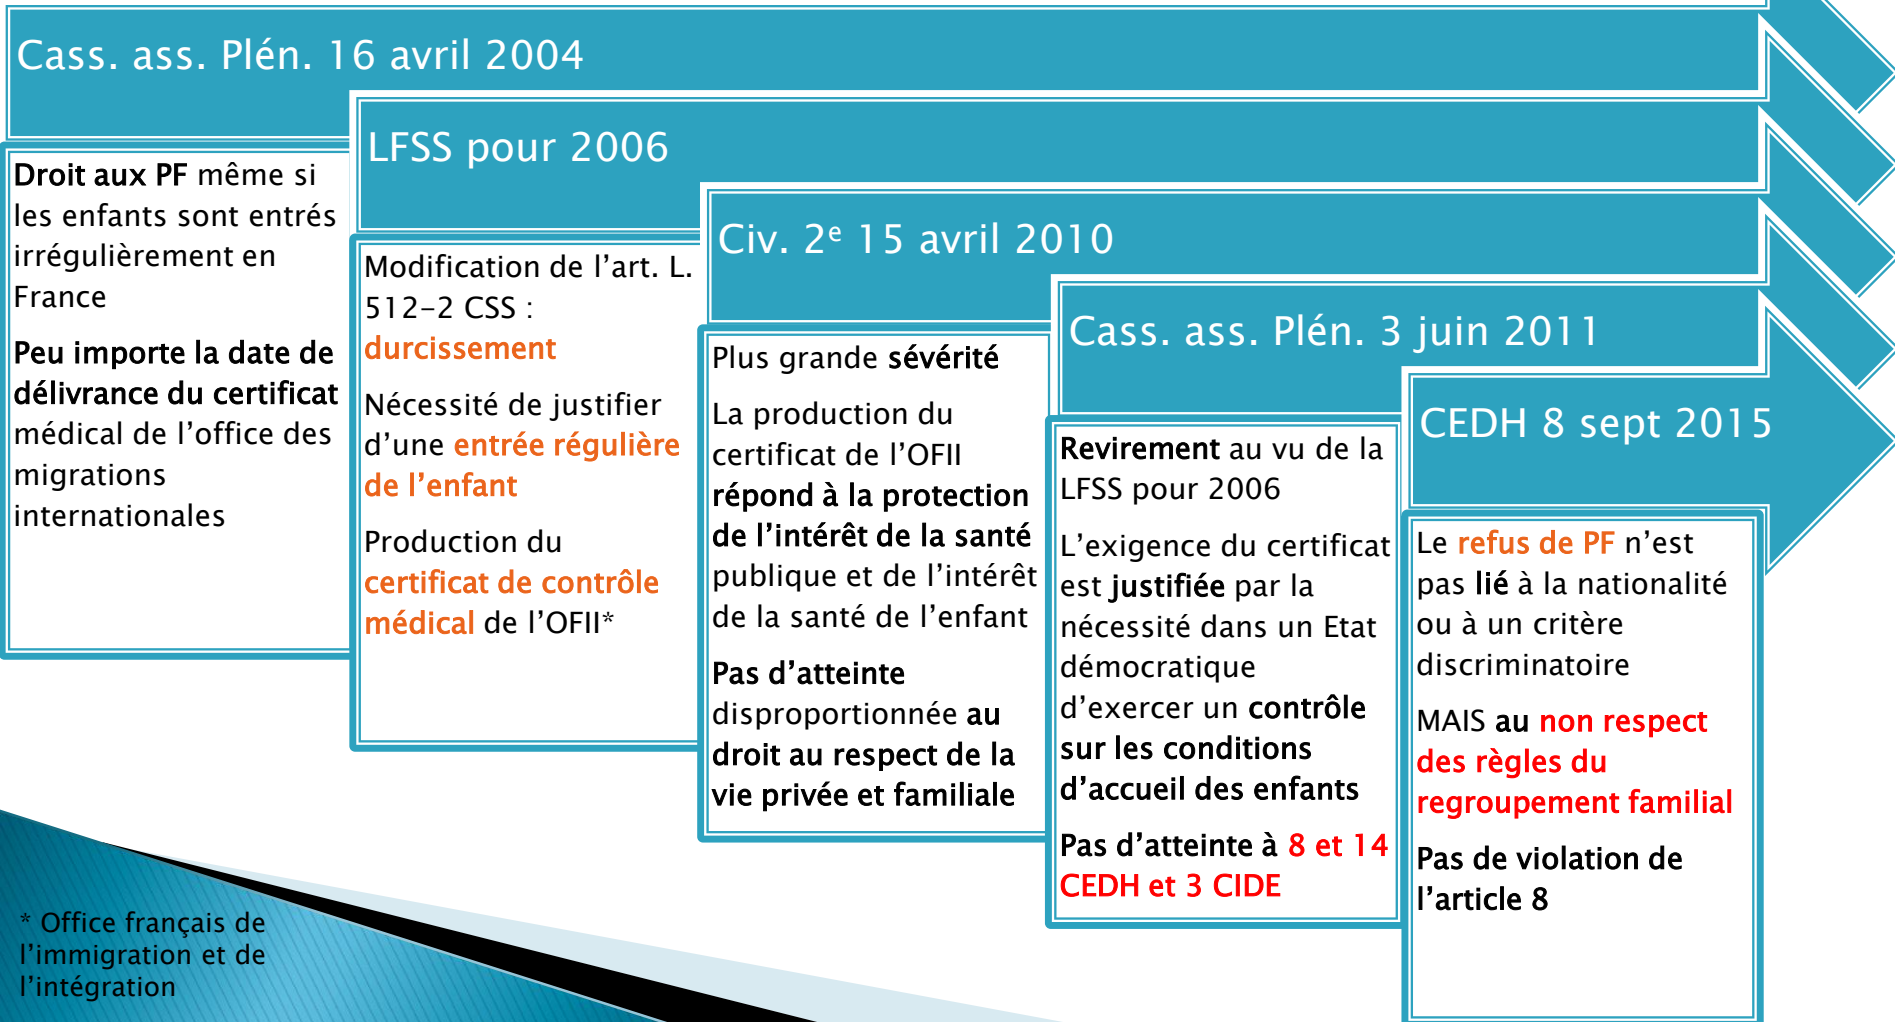 Cass. ass. Plén. 16 avril 2004
Droit aux PF même si
les enfants sont entrés
irrégulièrement en
France
Peu importe la date de
délivrance du certificat
médical de l’office des
migrations
internationales
LFSS pour 2006
Modification de l’art. L.
512-2 CSS :
durcissement
Nécessité de justifier
d’une entrée régulière
de l’enfant
Production du
certificat de contrôle
médical de l’OFII*
Civ. 2e 15 avril 2010
Plus grande sévérité
La production du
certificat de l’OFII
répond à la protection
de l’intérêt de la santé
publique et de l’intérêt
de la santé de l’enfant
Pas d’atteinte
disproportionnée au
droit au respect de la
vie privée et familiale
Cass. ass. Plén. 3 juin 2011
Revirement au vu de la
LFSS pour 2006
L’exigence du certificat
est justifiée par la
nécessité dans un Etat
démocratique
d’exercer un contrôle
sur les conditions
d’accueil des enfants
Pas d’atteinte à 8 et 14
CEDH et 3 CIDE
CEDH 8 sept 2015
Le refus de PF n’est
pas lié à la nationalité
ou à un critère
discriminatoire
MAIS au non respect
des règles du
regroupement familial
Pas de violation de
l’article 8
* Office français de
l’immigration et de
l’intégration